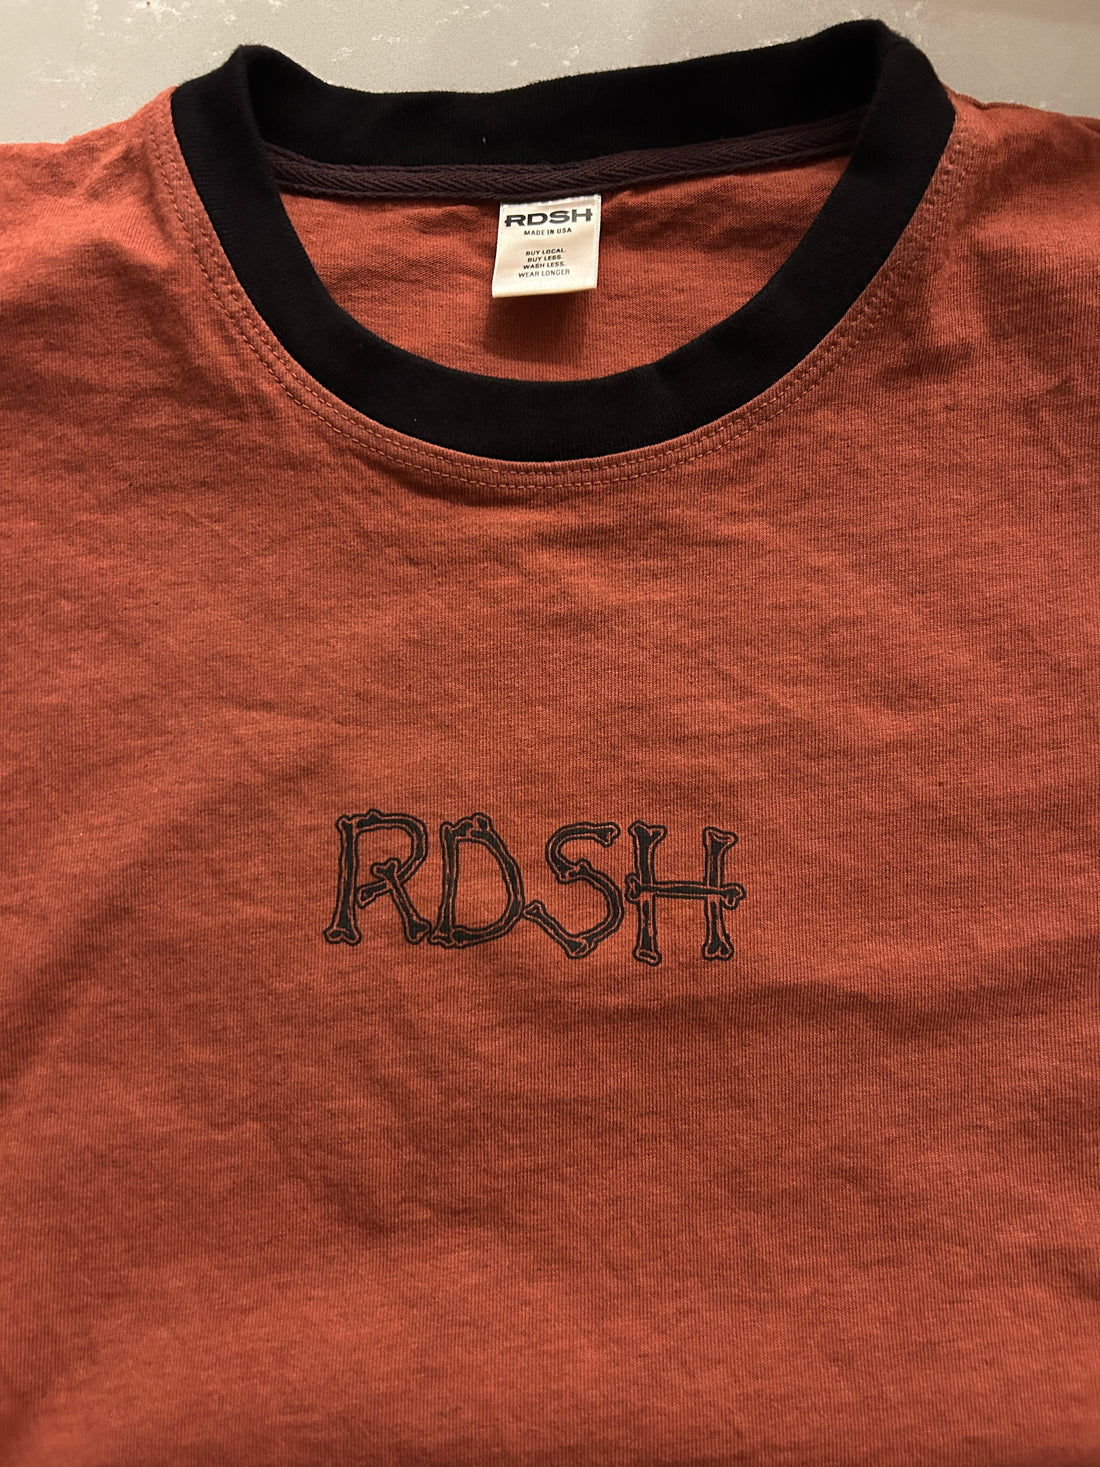 RDSH
MADE IN USA
BUY LOCAL.
BUY LESS.
WASH LESS.
WEAR LONGER
RDSH